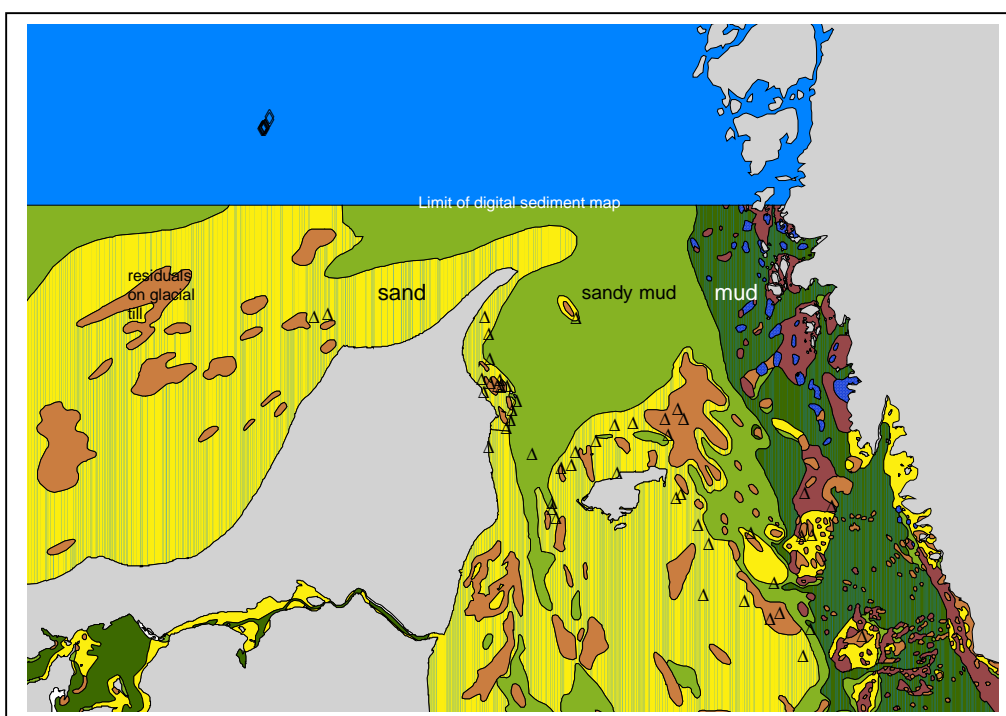 Limit of digital sediment map
residuals
on glacial
till
sand
sandy mud
mud